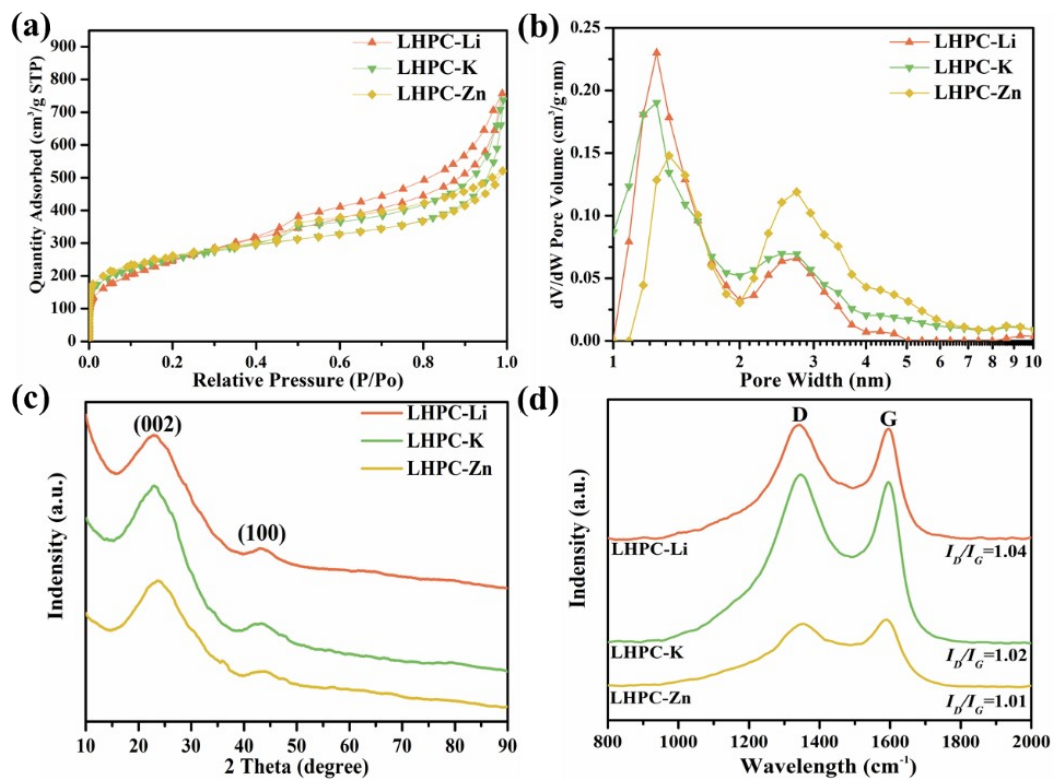 (a)
Quantity Adsorbed (cm³/g STP)
900
800
700
600
500
400
300
200
100
0
LHPC-Li
LHPC-K
LHPC-Zn
0.0 0.2 0.4 0.6 0.8 1.0
Relative Pressure (P/Po)
(b)
dV/dW Pore Volume (cm³/g·nm)
0.25
0.20
0.15
0.10
0.05
0.00
LHPC-Li
LHPC-K
LHPC-Zn
1 2 3 4 5 6 7 8 9 10
Pore Width (nm)
(c)
Indensity (a.u.)
(002)
(100)
LHPC-Li
LHPC-K
LHPC-Zn
10 20 30 40 50 60 70 80 90
2 Theta (degree)
(d)
Indensity (a.u.)
D G
LHPC-Li I_D/I_G=1.04
LHPC-K I_D/I_G=1.02
LHPC-Zn I_D/I_G=1.01
800 1000 1200 1400 1600 1800 2000
Wavelength (cm⁻¹)